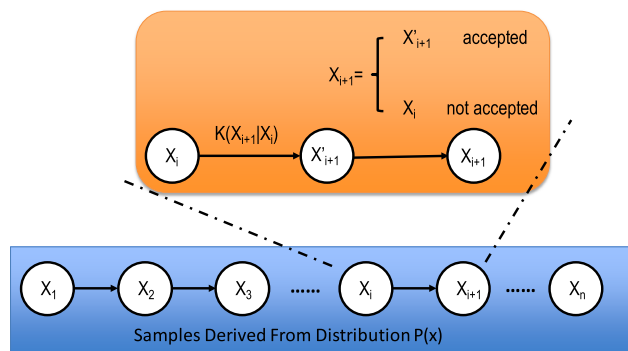 X'i+1 accepted
Xi+1=
Xi not accepted
K(Xi+1|Xi)
Xi X'i+1 Xi+1
X1 X2 X3 ...... Xi Xi+1 ...... Xn
Samples Derived From Distribution P(x)